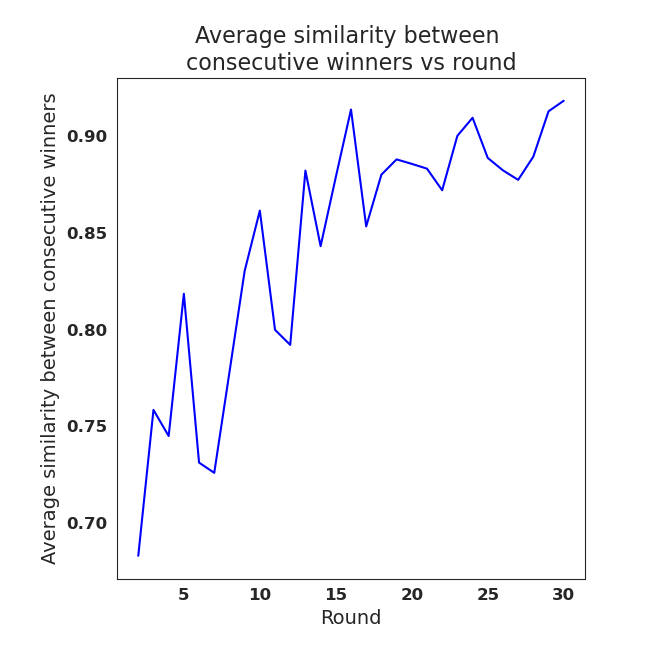 Average similarity between
consecutive winners vs round
Average similarity between consecutive winners
0.90
0.85
0.80
0.75
0.70
5 10 15 20 25 30
Round